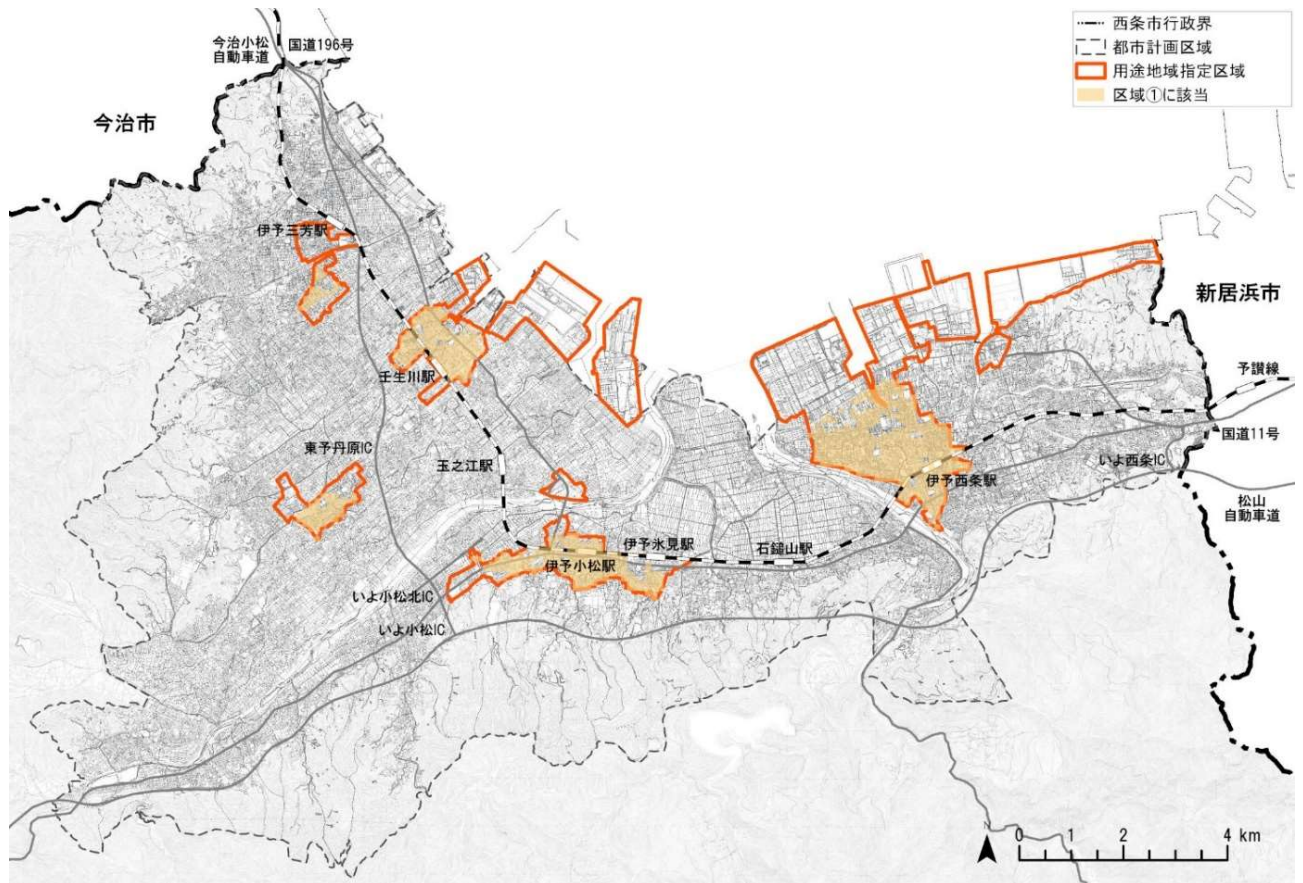 西条市行政界
都市計画区域
用途地域指定区域
区域①に該当
今治小松
自動車道
国道196号
今治市
伊予三芳駅
壬生川駅
新居浜市
予讃線
国道11号
東予丹原IC
玉之江駅
いよ西条IC
伊予西条駅
松山
自動車道
伊予氷見駅
石鎚山駅
伊予小松駅
いよ小松北IC
いよ小松IC
0 1 2 4 km